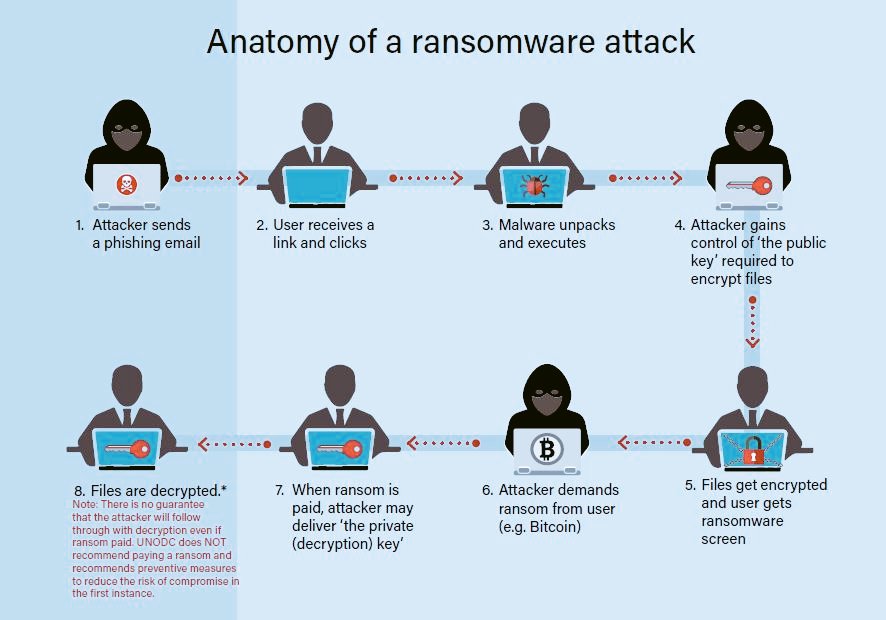 Anatomy of a ransomware attack
1. Attacker sends
a phishing email
2. User receives a
link and clicks
3. Malware unpacks
and executes
4. Attacker gains
control of ‘the public
key’ required to
encrypt files
5. Files get encrypted
and user gets
ransomware
screen
6. Attacker demands
ransom from user
(e.g. Bitcoin)
7. When ransom is
paid, attacker may
deliver ‘the private
(decryption) key’
8. Files are decrypted.*
Note: There is no guarantee
that the attacker will follow
through with decryption even if
ransom paid. UNODC does NOT
recommend paying a ransom and
recommends preventive measures
to reduce the risk of compromise in
the first instance.